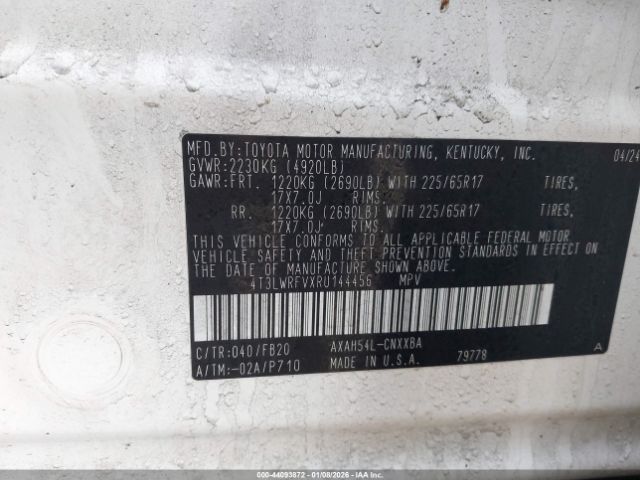 MFD.BY:TOYOTA MOTOR MANUFACTURING, KENTUCKY, INC. 04/24
GVWR:2230KG (4920LB)
GAWR:FRT. 1220KG (2690LB) WITH 225/65R17 TIRES,
17X7.0J RIMS.
RR. 1220KG (2690LB) WITH 225/65R17 TIRES,
17X7.0J RIMS.
THIS VEHICLE CONFORMS TO ALL APPLICABLE FEDERAL MOTOR
VEHICLE SAFETY AND THEFT PREVENTION STANDARDS IN EFFECT ON
THE DATE OF MANUFACTURE SHOWN ABOVE.
4T3LWRFVXRU144456 MPV
C/TR:040/FB20 AXAH54L-CNXXBA
A/TM:-02A/P710 MADE IN U.S.A. 79778 A
000-44093872 | 01/08/2026 - IAA